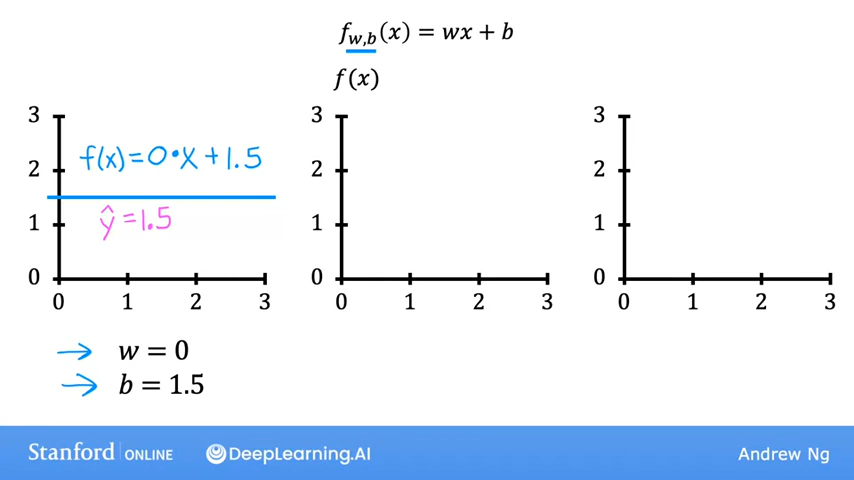 f_{w,b}(x) = wx + b
f(x)
3
2
1
0
0 1 2 3
f(x)=0•x+1.5
ŷ=1.5
→ w = 0
→ b = 1.5
3
2
1
0
0 1 2 3
3
2
1
0
0 1 2 3
Stanford ONLINE DeepLearning.AI Andrew Ng